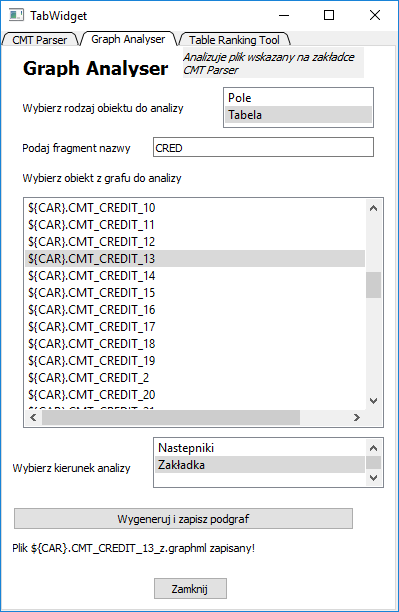 TabWidget
CMT Parser
Graph Analyser
Table Ranking Tool
Graph Analyser
Analizuje plik wskazany na zakładce
CMT Parser
Wybierz rodzaj obiektu do analizy
Pole
Tabela
Podaj fragment nazwy
CRED
Wybierz obiekt z grafu do analizy
${CAR}.CMT_CREDIT_10
${CAR}.CMT_CREDIT_11
${CAR}.CMT_CREDIT_12
${CAR}.CMT_CREDIT_13
${CAR}.CMT_CREDIT_14
${CAR}.CMT_CREDIT_15
${CAR}.CMT_CREDIT_16
${CAR}.CMT_CREDIT_17
${CAR}.CMT_CREDIT_18
${CAR}.CMT_CREDIT_19
${CAR}.CMT_CREDIT_2
${CAR}.CMT_CREDIT_20
${CAR}.CMT_CREDIT_21
Wybierz kierunek analizy
Nastepniki
Zakładka
Wygeneruj i zapisz podgraf
Plik ${CAR}.CMT_CREDIT_13_z.graphml zapisany!
Zamknij